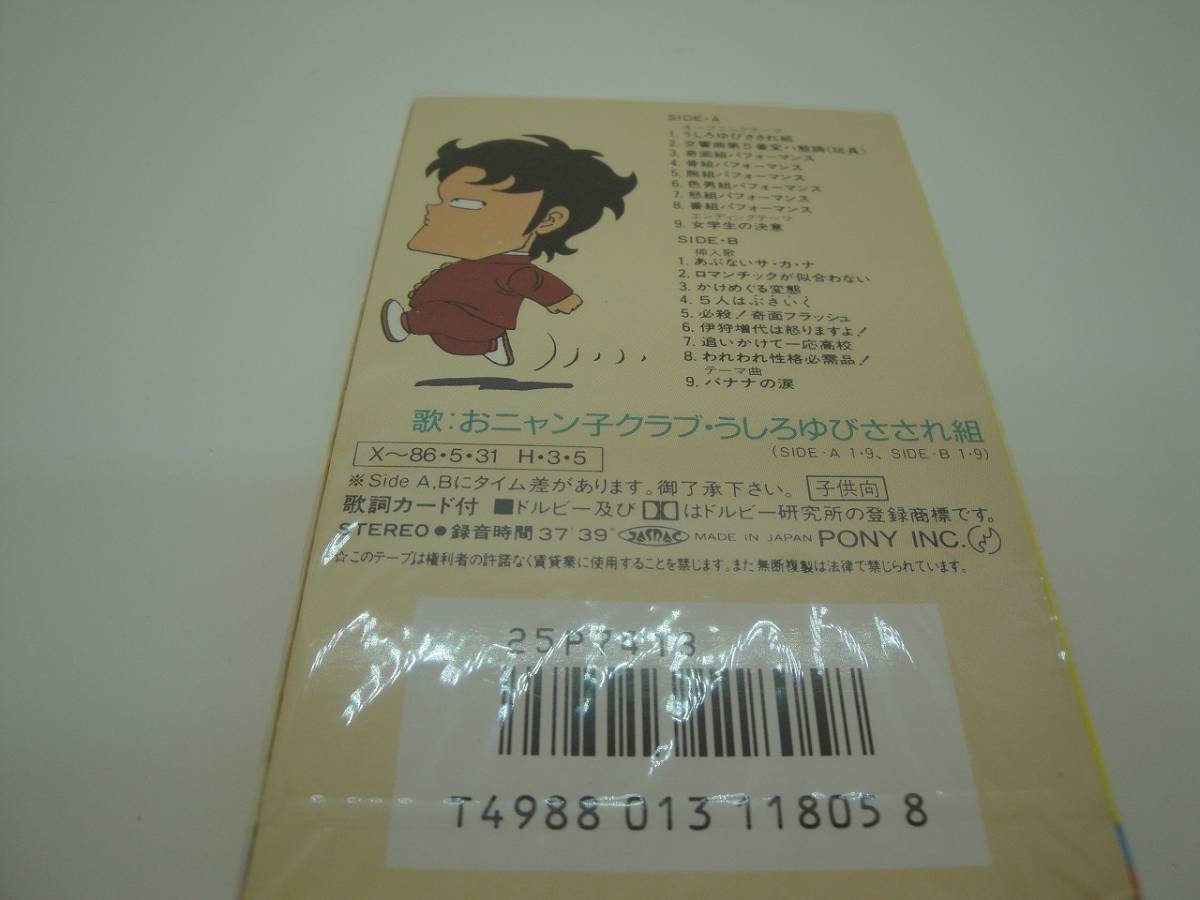 SIDE・A
オープニングテーマ
1. うしろゆびさされ組
2. 交響曲第5番変ハ態調(玩具)
3. 奇面組パフォーマンス
4. 骨組パフォーマンス
5. 腕組パフォーマンス
6. 色男組パフォーマンス
7. 怒組パフォーマンス
8. 番組パフォーマンス
エンディングテーマ
9. 女学生の決意
SIDE・B
挿入歌
1. あぶないサ・カ・ナ
2. ロマンチックが似合わない
3. かけめぐる変態
4. 5人はぶきいく
5. 必殺!奇面フラッシュ
6. 伊狩増代は怒りますよ!
7. 追いかけて一応高校
8. われわれ性格必需品!
テーマ曲
9. バナナの涙
歌:おニャン子クラブ・うしろゆびさされ組
(SIDE・A 1・9、SIDE・B 1・9)
X〜86・5・31 H・3・5
※Side A,Bにタイム差があります。御了承下さい。 子供向
歌詞カード付 ■ドルビー及びはドルビー研究所の登録商標です。
STEREO●録音時間37'39" JASRAC MADE IN JAPAN PONY INC.
☆このテープは権利者の許諾なく賃貸業に使用することを禁じます。また無断複製は法律で禁じられています。
25P7413
T4988 013 11805 8